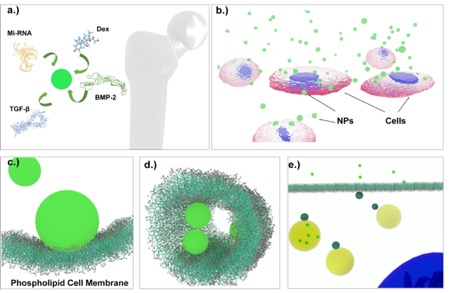 a.)
Mi-RNA
Dex
TGF-β
BMP-2
b.)
NPs
Cells
c.)
Phospholipid Cell Membrane
d.)
e.)